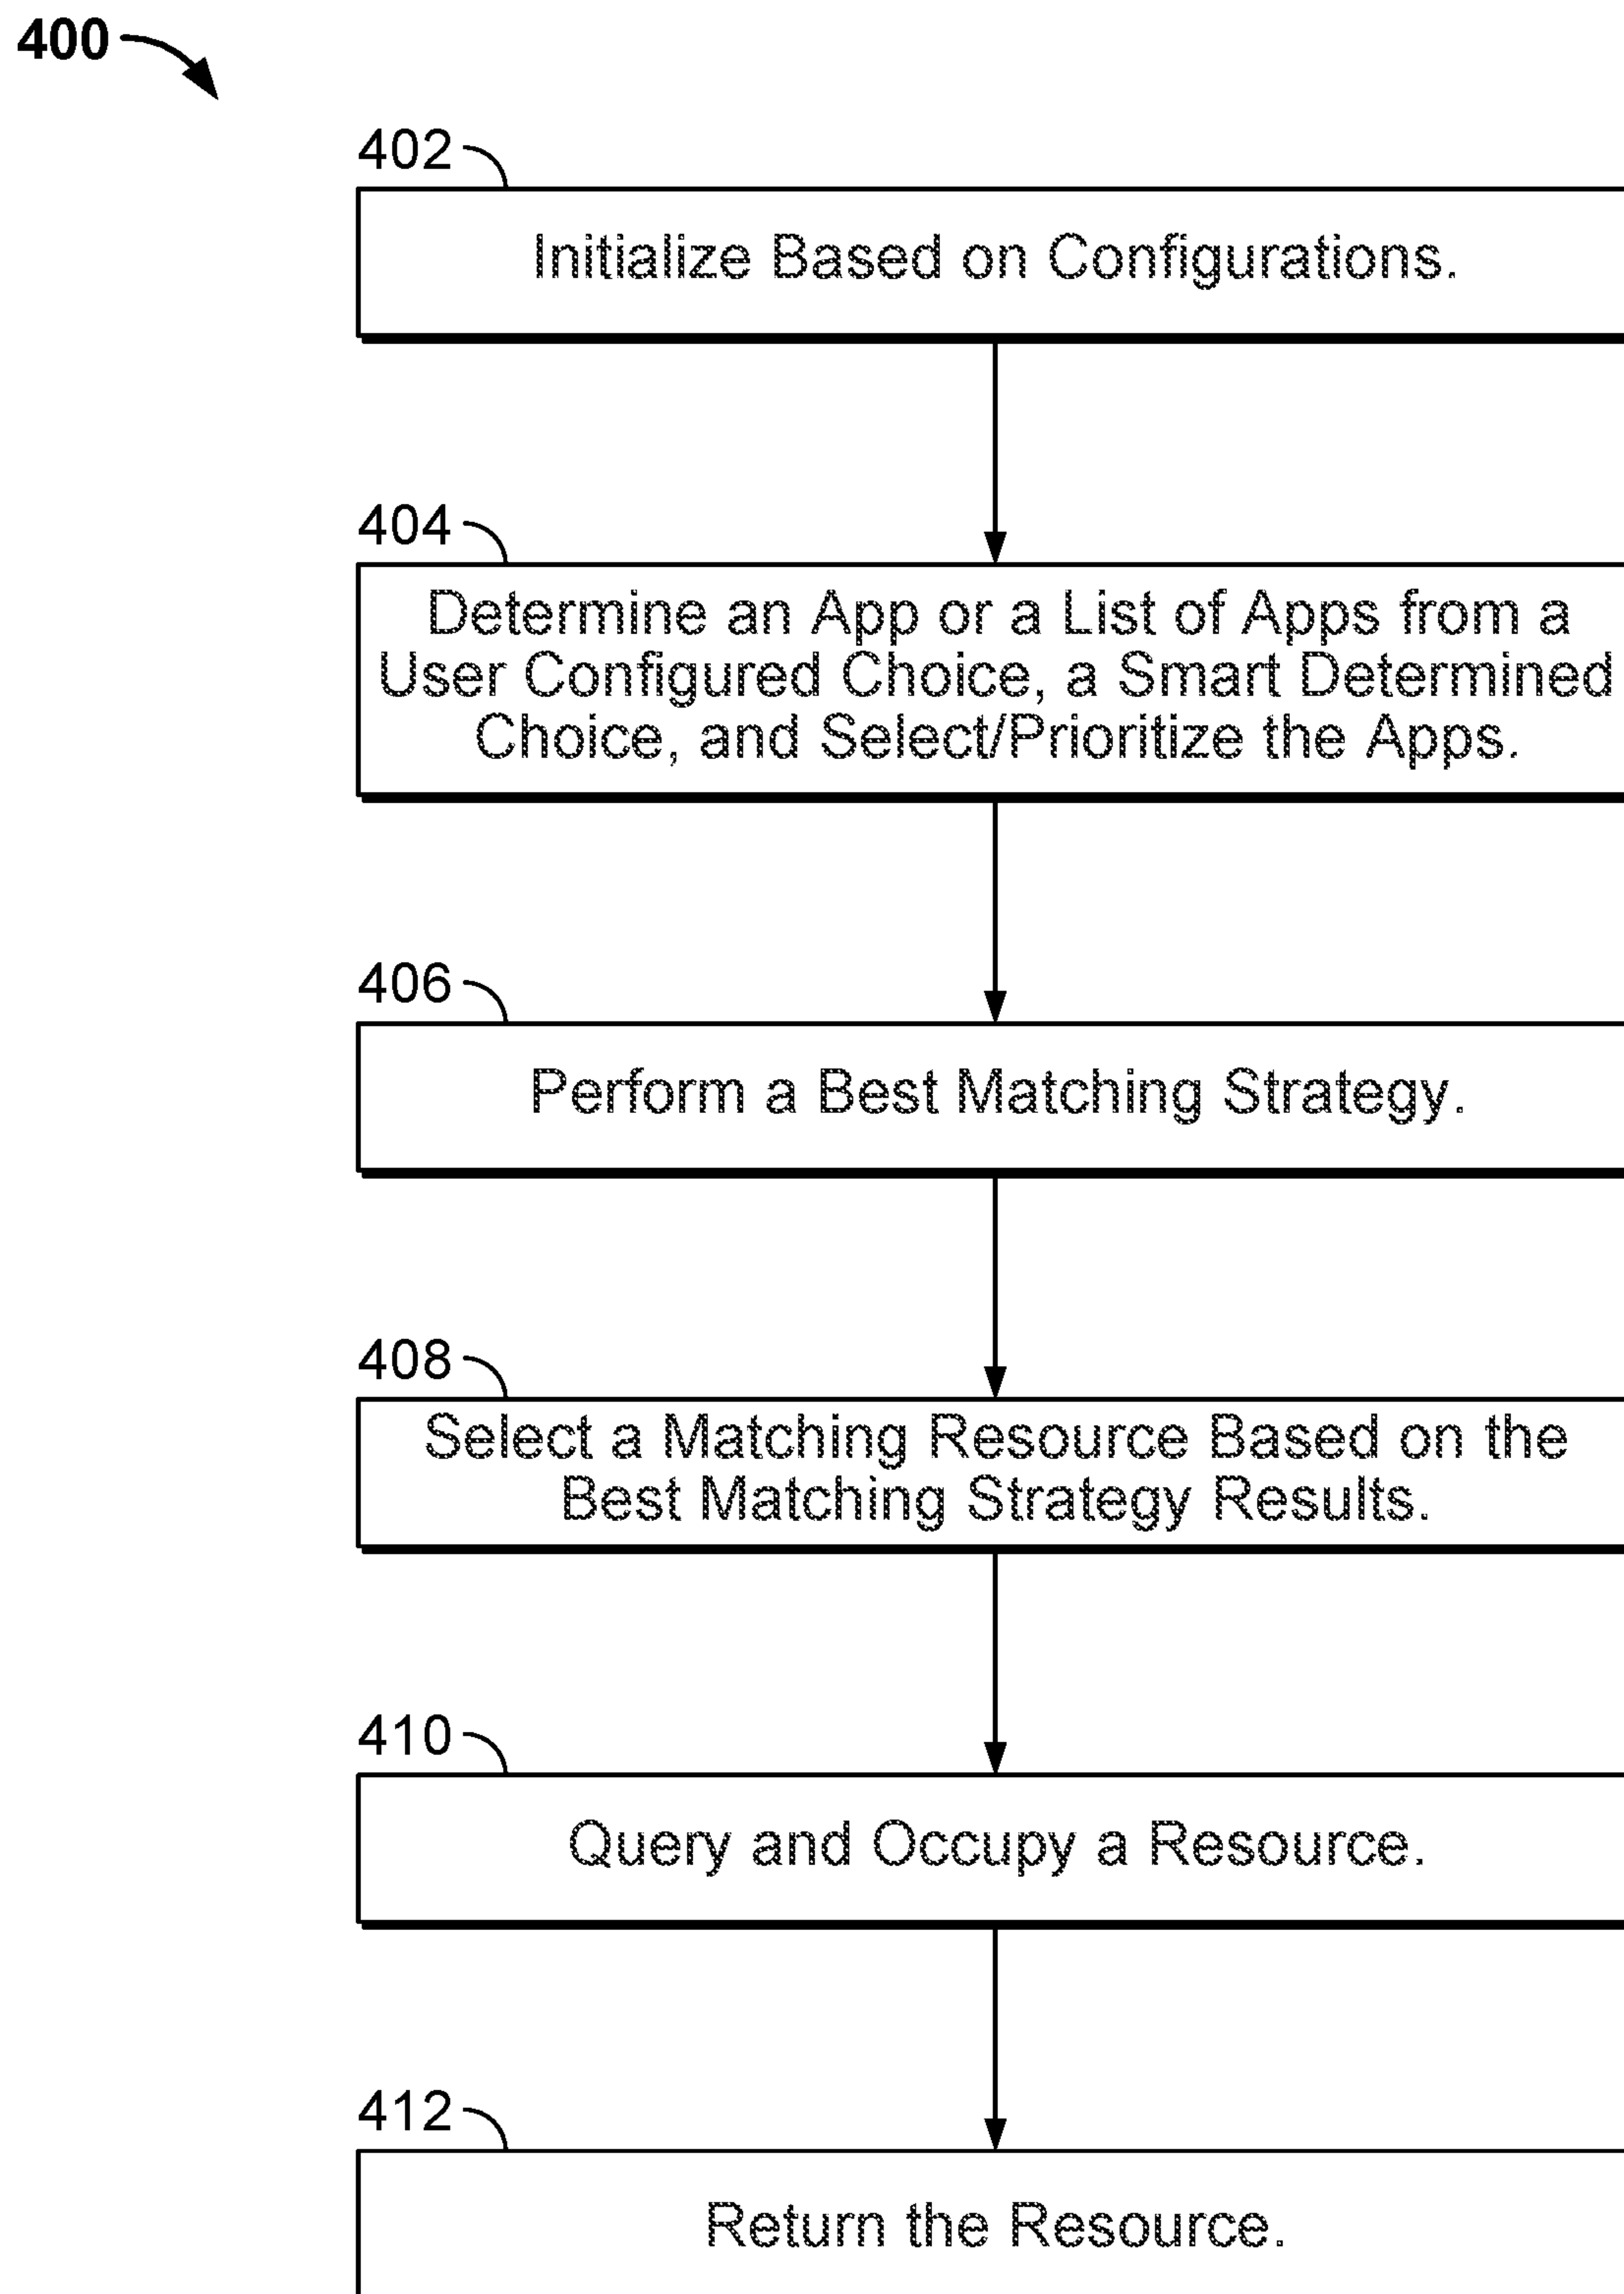 400
402
Initialize Based on Configurations.
404
Determine an App or a List of Apps from a
User Configured Choice, a Smart Determined
Choice, and Select/Prioritize the Apps.
406
Perform a Best Matching Strategy.
408
Select a Matching Resource Based on the
Best Matching Strategy Results.
410
Query and Occupy a Resource.
412
Return the Resource.